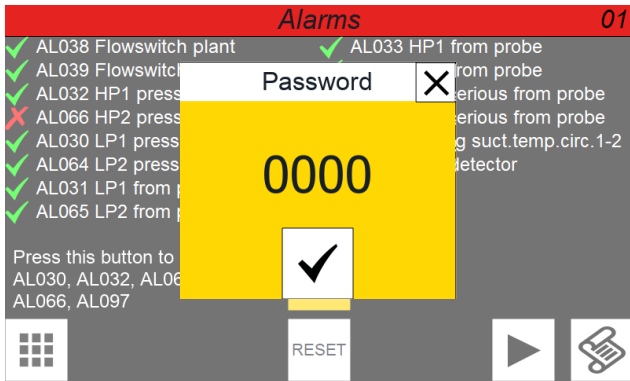 Alarms 01
AL038 Flowswitch plant
AL033 HP1 from probe
AL039 Flowswitch
from probe
AL032 HP1 press
serious from probe
AL066 HP2 press
serious from probe
AL030 LP1 press
suct.temp.circ.1-2
AL064 LP2 press
detector
AL031 LP1 from
AL065 LP2 from
Password
0000
Press this button to
AL030, AL032,
AL066, AL097
RESET